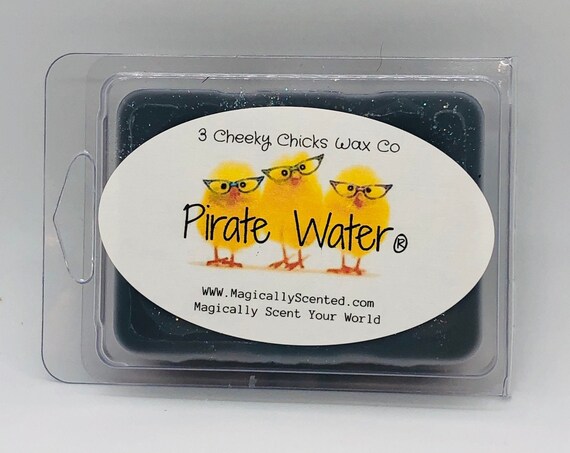 3 Cheeky Chicks Wax Co
Pirate Water®
www.MagicallyScented.com
Magically Scent Your World